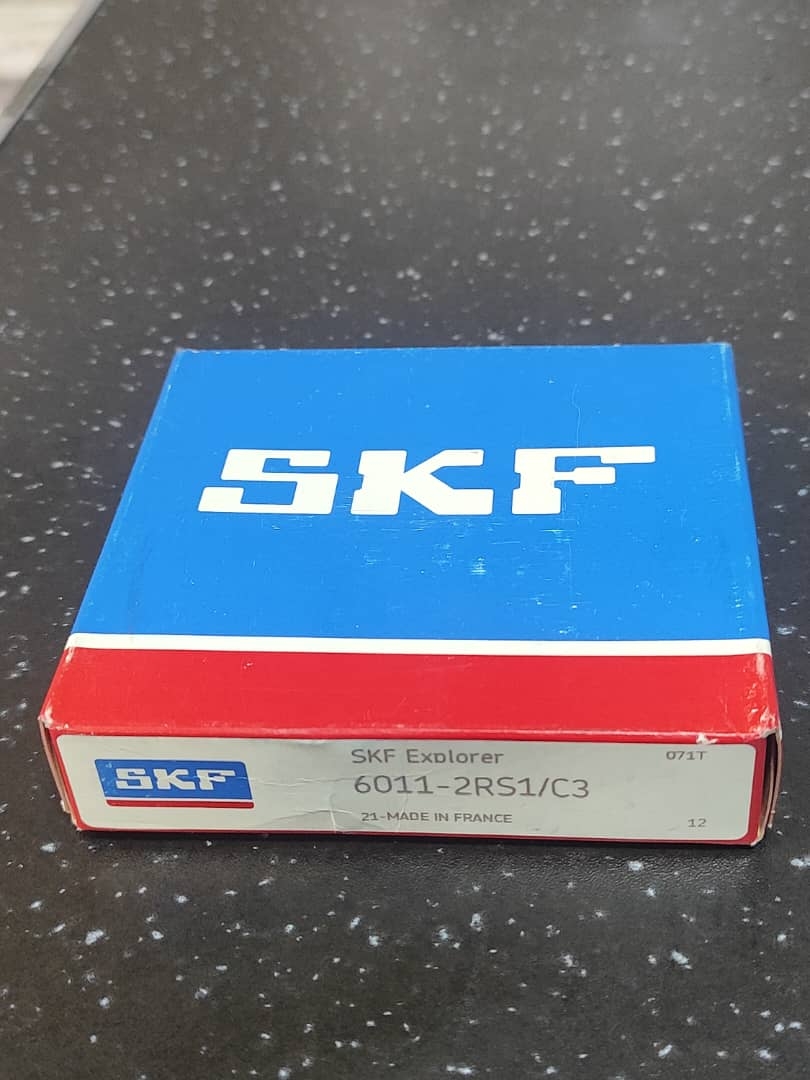 SKF
SKF
SKF Explorer
071T
6011-2RS1/C3
21-MADE IN FRANCE
12